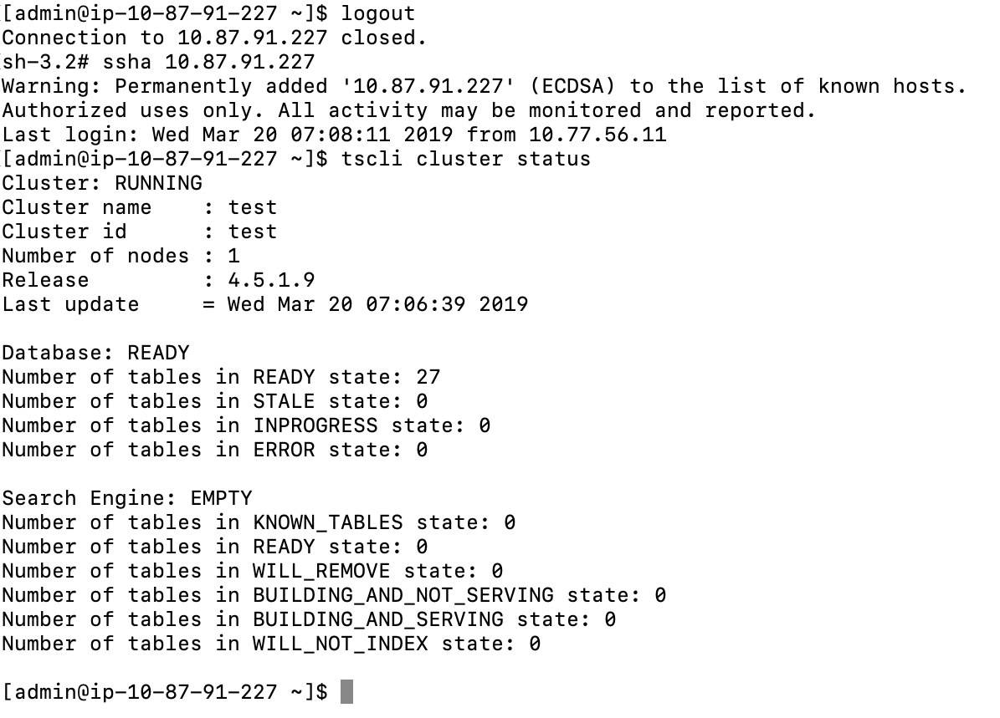 [admin@ip-10-87-91-227 ~]$ logout
Connection to 10.87.91.227 closed.
sh-3.2# ssha 10.87.91.227
Warning: Permanently added '10.87.91.227' (ECDSA) to the list of known hosts.
Authorized uses only. All activity may be monitored and reported.
Last login: Wed Mar 20 07:08:11 2019 from 10.77.56.11
[admin@ip-10-87-91-227 ~]$ tscli cluster status
Cluster: RUNNING
Cluster name    : test
Cluster id      : test
Number of nodes : 1
Release         : 4.5.1.9
Last update     = Wed Mar 20 07:06:39 2019

Database: READY
Number of tables in READY state: 27
Number of tables in STALE state: 0
Number of tables in INPROGRESS state: 0
Number of tables in ERROR state: 0

Search Engine: EMPTY
Number of tables in KNOWN_TABLES state: 0
Number of tables in READY state: 0
Number of tables in WILL_REMOVE state: 0
Number of tables in BUILDING_AND_NOT_SERVING state: 0
Number of tables in BUILDING_AND_SERVING state: 0
Number of tables in WILL_NOT_INDEX state: 0

[admin@ip-10-87-91-227 ~]$